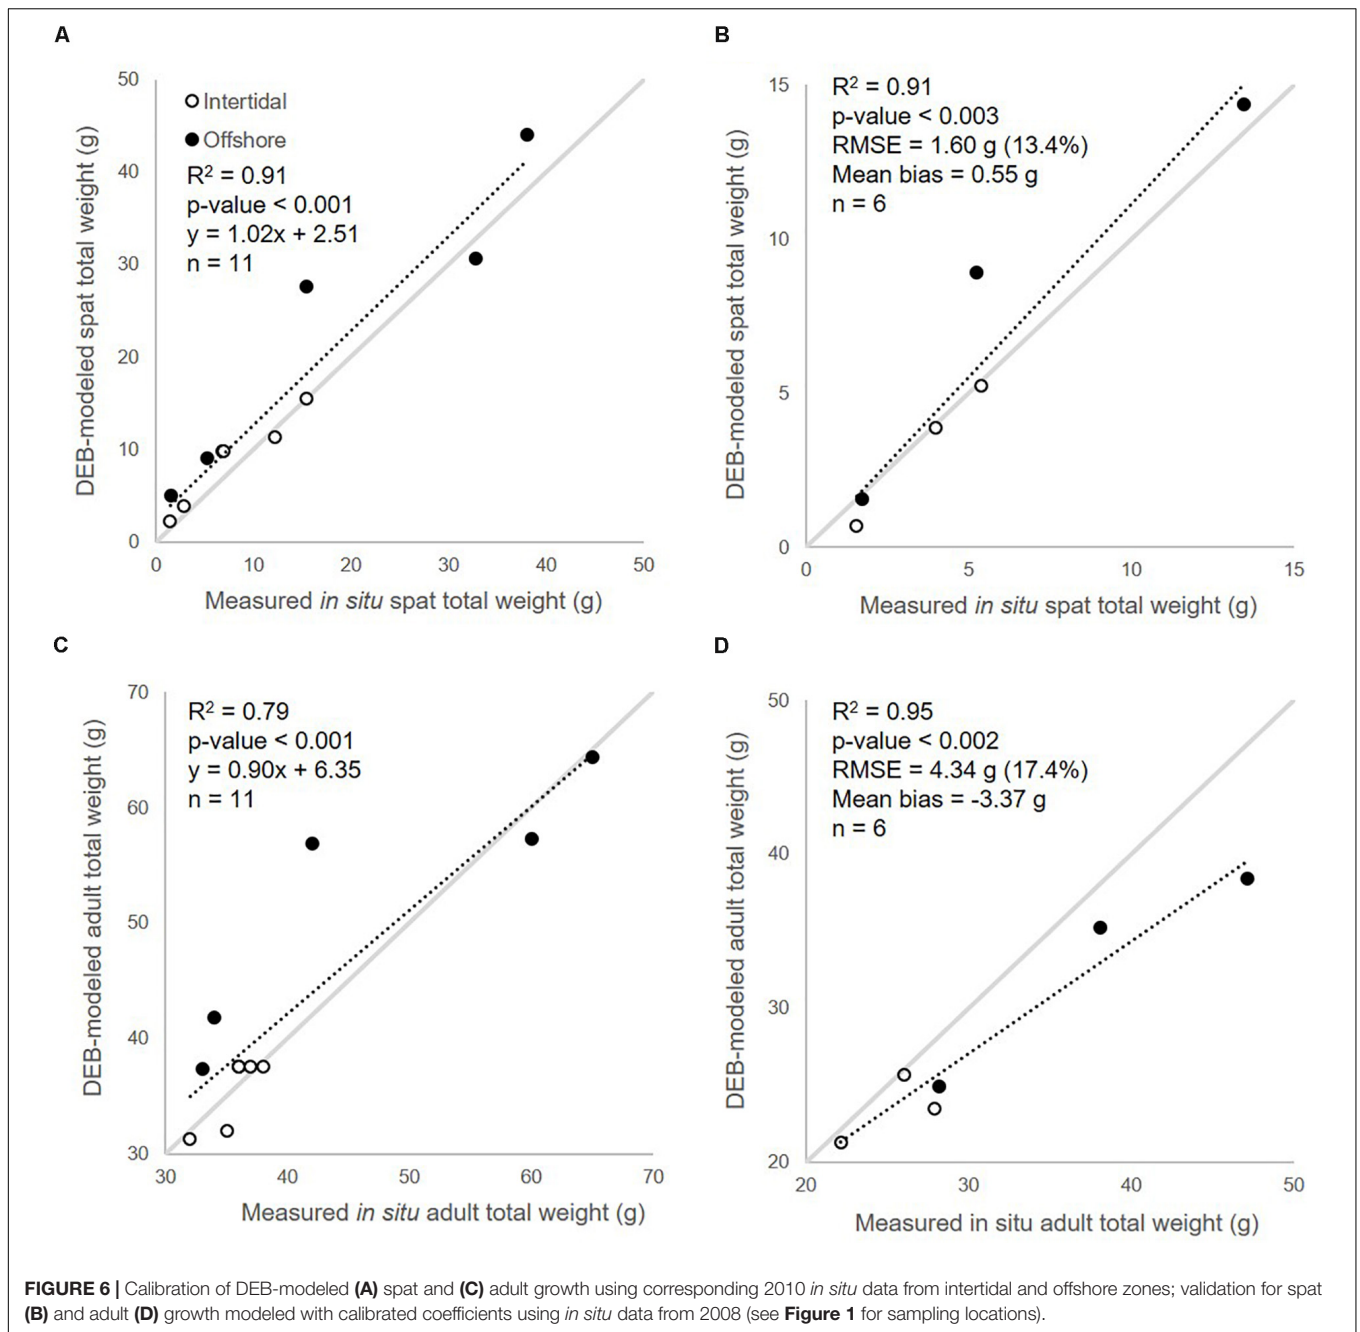 A
DEB-modeled spat total weight (g)
50
40
30
20
10
0
Intertidal
Offshore
R² = 0.91
p-value < 0.001
y = 1.02x + 2.51
n = 11
0 10 20 30 40 50
Measured in situ spat total weight (g)
B
DEB-modeled spat total weight (g)
15
10
5
0
R² = 0.91
p-value < 0.003
RMSE = 1.60 g (13.4%)
Mean bias = 0.55 g
n = 6
0 5 10 15
Measured in situ spat total weight (g)
C
DEB-modeled adult total weight (g)
70
60
50
40
30
R² = 0.79
p-value < 0.001
y = 0.90x + 6.35
n = 11
30 40 50 60 70
Measured in situ adult total weight (g)
D
DEB-modeled adult total weight (g)
50
40
30
20
R² = 0.95
p-value < 0.002
RMSE = 4.34 g (17.4%)
Mean bias = -3.37 g
n = 6
20 30 40 50
Measured in situ adult total weight (g)
FIGURE 6 | Calibration of DEB-modeled (A) spat and (C) adult growth using corresponding 2010 in situ data from intertidal and offshore zones; validation for spat
(B) and adult (D) growth modeled with calibrated coefficients using in situ data from 2008 (see Figure 1 for sampling locations).